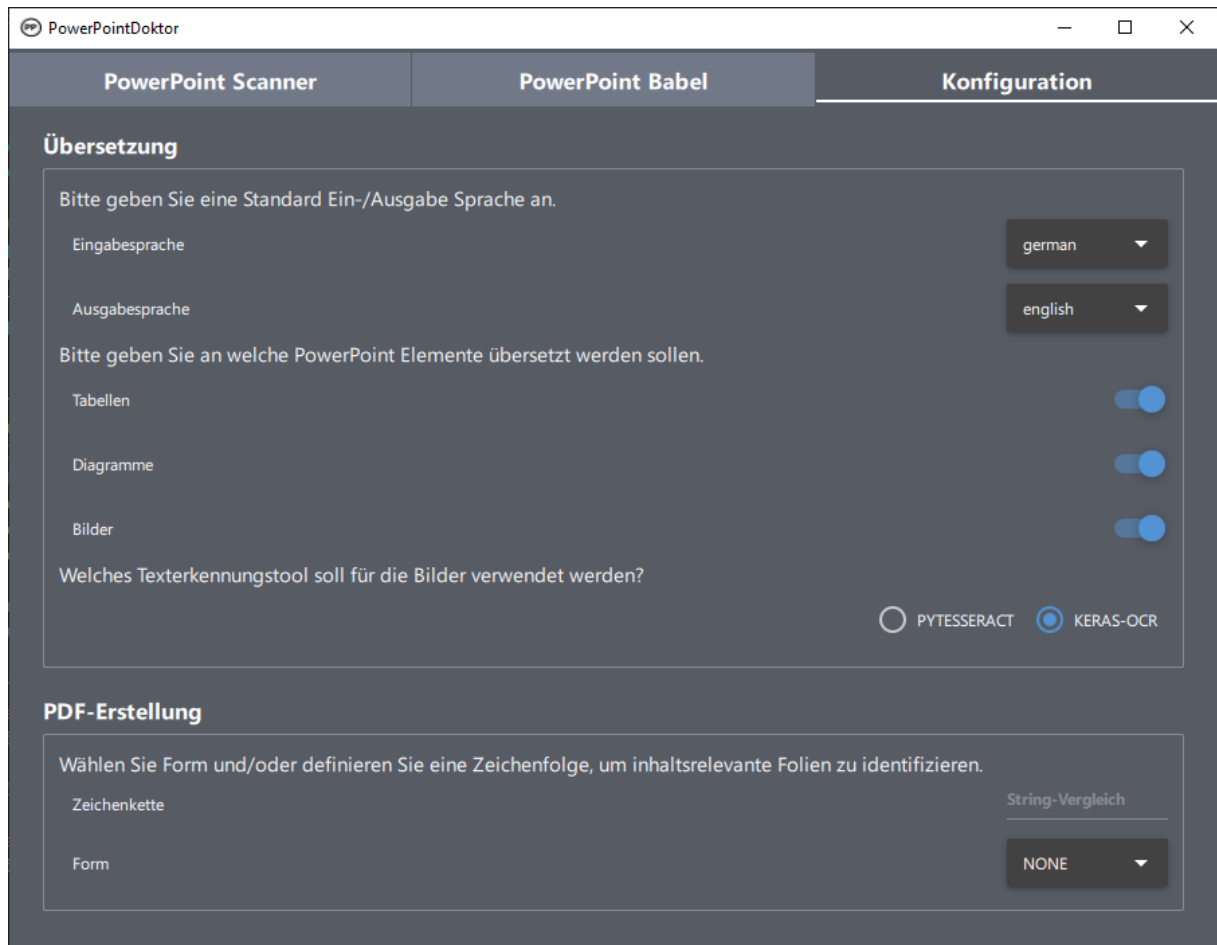 PP PowerPointDoktor
PowerPoint Scanner PowerPoint Babel Konfiguration
Übersetzung
Bitte geben Sie eine Standard Ein-/Ausgabe Sprache an.
Eingabesprache german
Ausgabesprache english
Bitte geben Sie an welche PowerPoint Elemente übersetzt werden sollen.
Tabellen
Diagramme
Bilder
Welches Texterkennungstool soll für die Bilder verwendet werden?
PYTESSERACT KERAS-OCR
PDF-Erstellung
Wählen Sie Form und/oder definieren Sie eine Zeichenfolge, um inhaltsrelevante Folien zu identifizieren.
Zeichenkette String-Vergleich
Form NONE